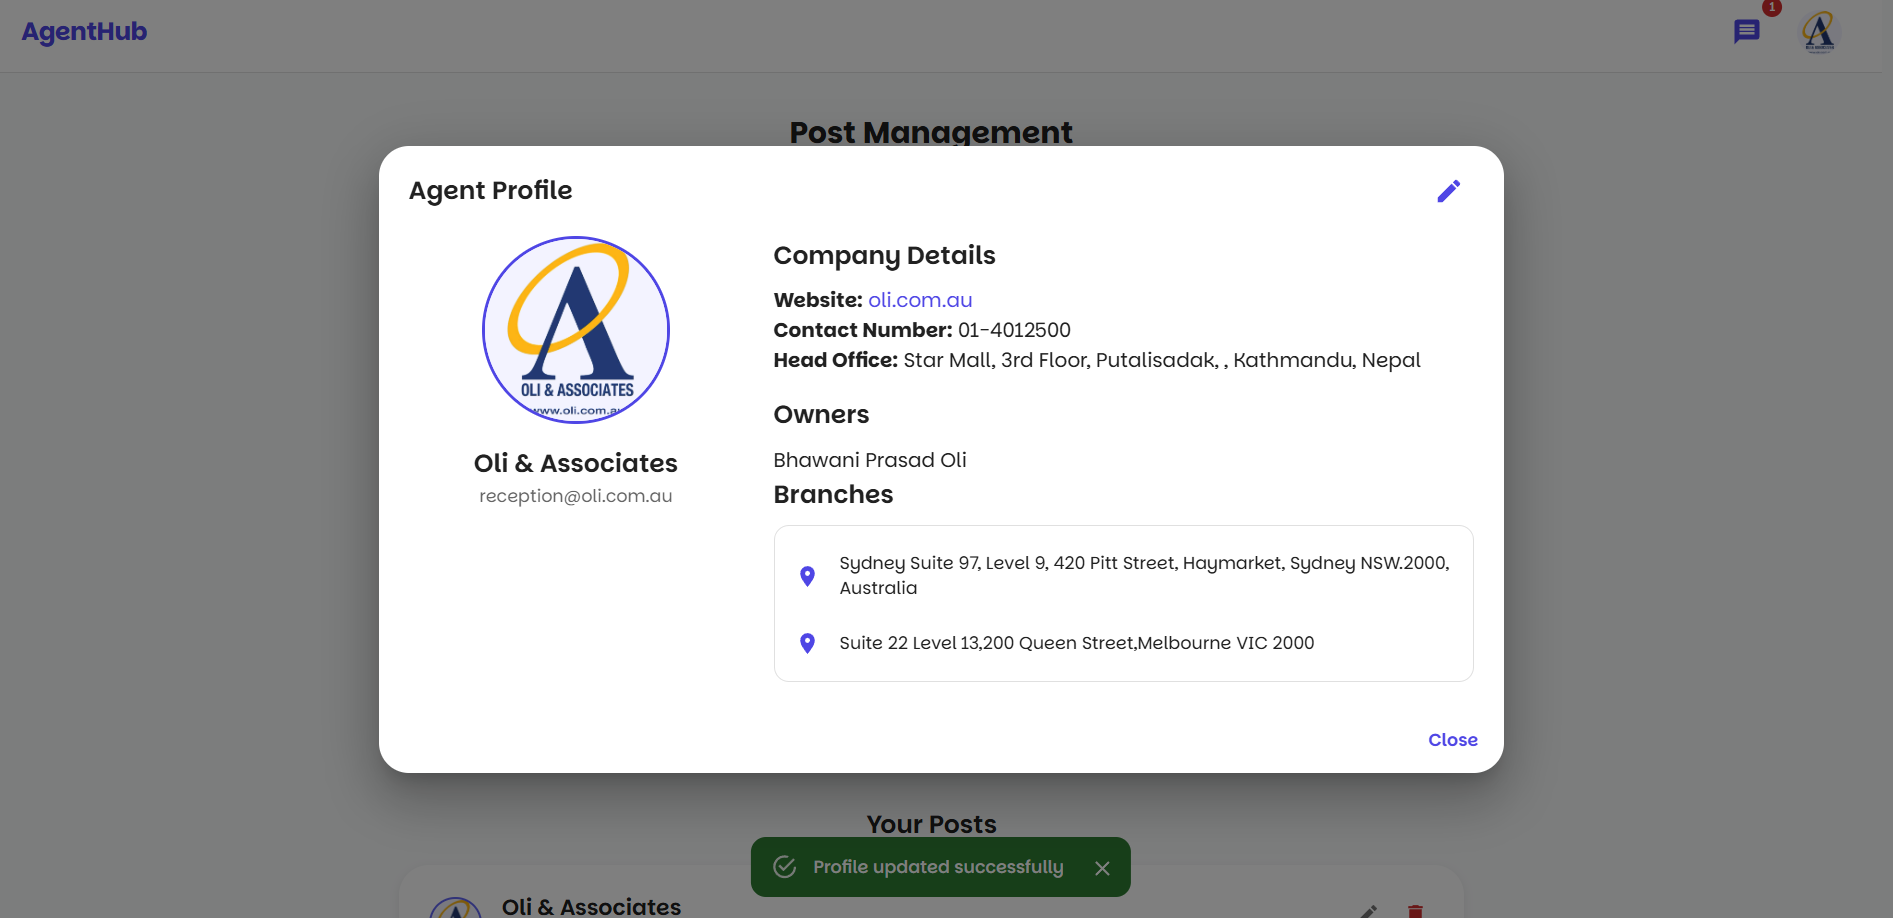 AgentHub
1
Post Management
Agent Profile
OLI & ASSOCIATES
www.oli.com.au
Oli & Associates
reception@oli.com.au
Company Details
Website: oli.com.au
Contact Number: 01-4012500
Head Office: Star Mall, 3rd Floor, Putalisadak, , Kathmandu, Nepal
Owners
Bhawani Prasad Oli
Branches
Sydney Suite 97, Level 9, 420 Pitt Street, Haymarket, Sydney NSW.2000,
Australia
Suite 22 Level 13,200 Queen Street,Melbourne VIC 2000
Close
Your Posts
Profile updated successfully
Oli & Associates